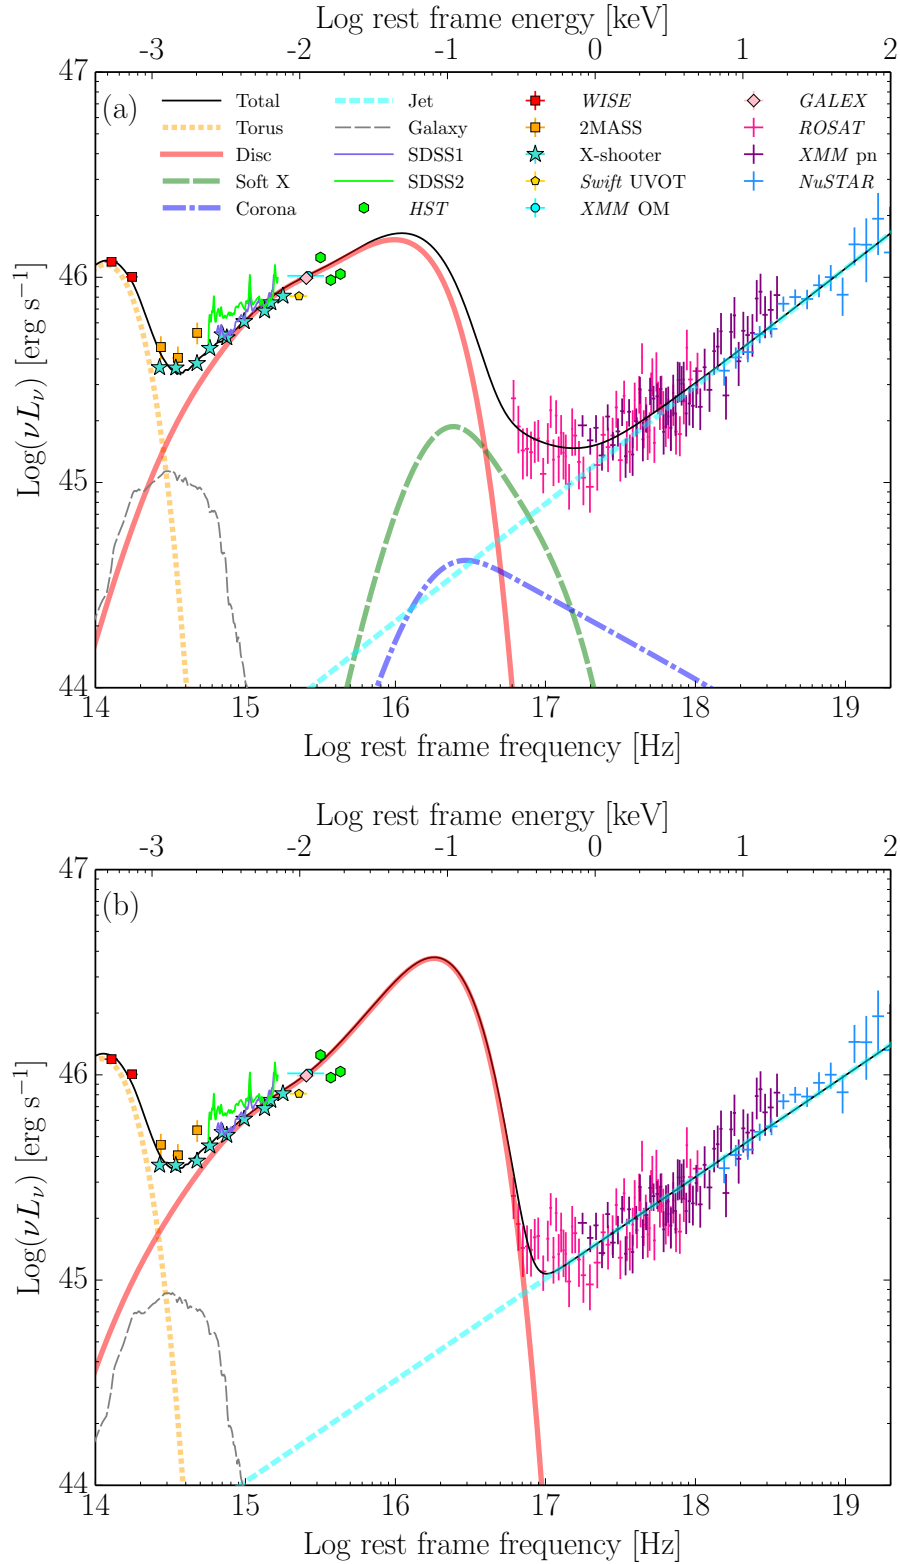 Log rest frame energy [keV]
-3 -2 -1 0 1 2
47
(a)
Total Jet WISE GALEX
Torus Galaxy 2MASS ROSAT
Disc SDSS1 X-shooter XMM pn
Soft X SDSS2 Swift UVOT NuSTAR
Corona HST XMM OM
46
Log(νLν) [erg s−1]
45
44
14 15 16 17 18 19
Log rest frame frequency [Hz]
Log rest frame energy [keV]
-3 -2 -1 0 1 2
47
(b)
46
Log(νLν) [erg s−1]
45
44
14 15 16 17 18 19
Log rest frame frequency [Hz]